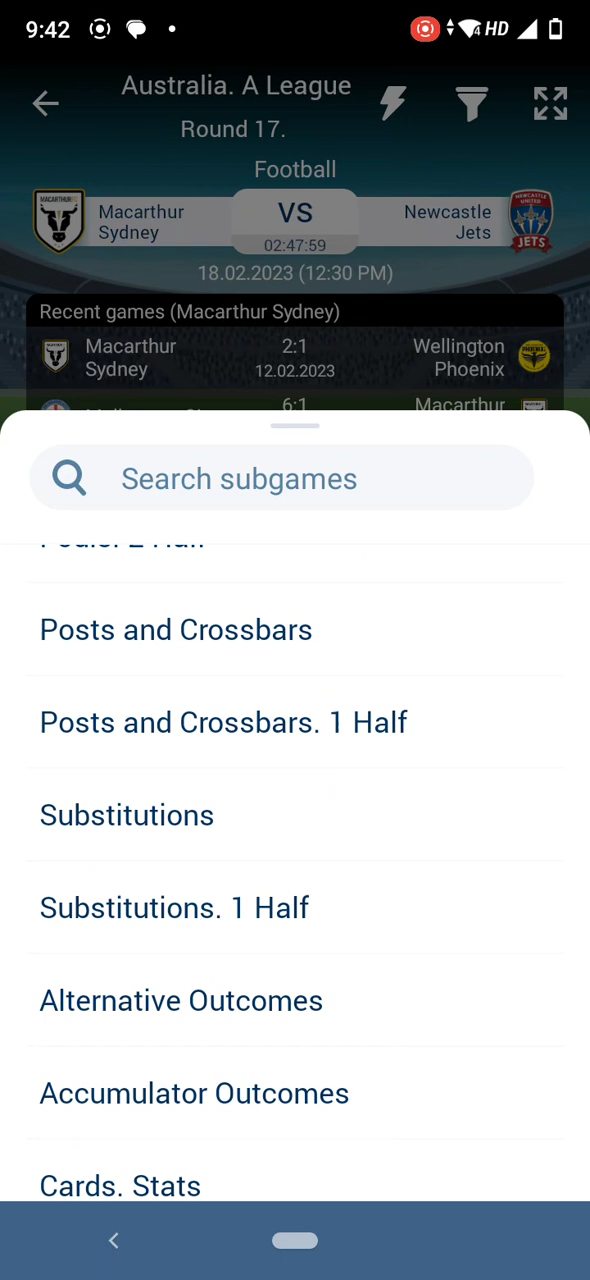 9:42
HD
Australia. A League
Round 17.
Football
Macarthur
Sydney
VS
Newcastle
Jets
02:47:59
18.02.2023 (12:30 PM)
Recent games (Macarthur Sydney)
Macarthur
Sydney
2:1
12.02.2023
Wellington
Phoenix
6:1
Macarthur
Search subgames
Posts and Crossbars
Posts and Crossbars. 1 Half
Substitutions
Substitutions. 1 Half
Alternative Outcomes
Accumulator Outcomes
Cards. Stats